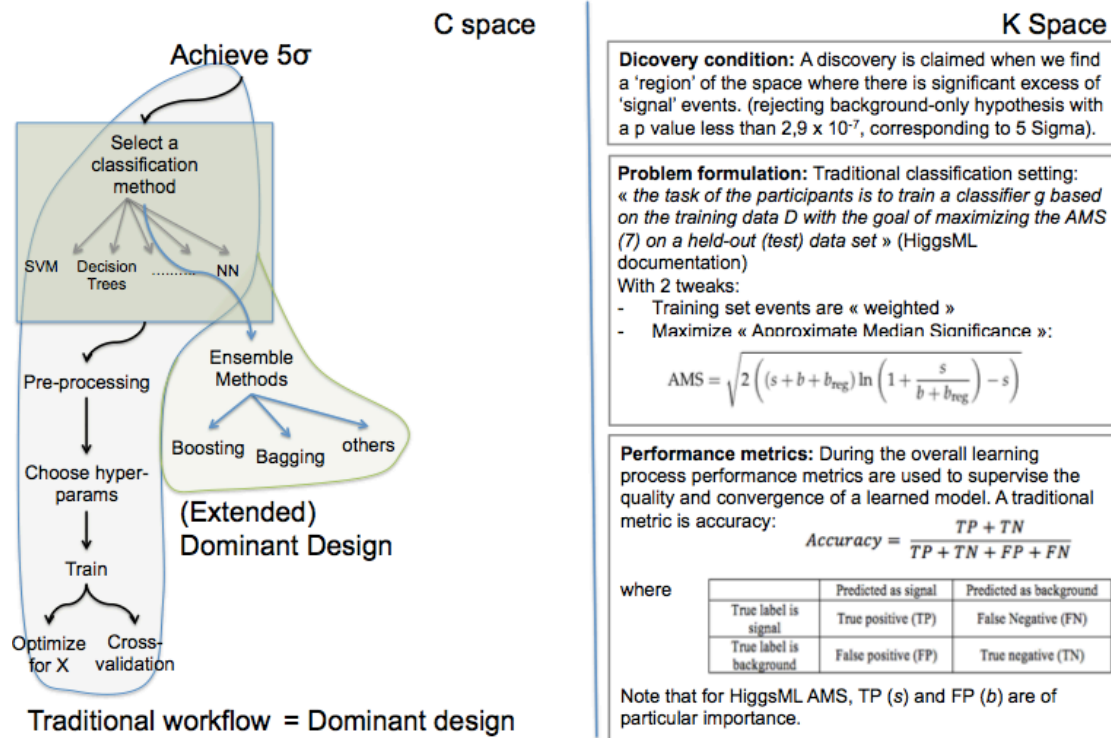 C space
Achieve 5σ
Select a
classification
method
SVM
Decision
Trees
..........
NN
Pre-processing
Ensemble
Methods
Boosting
Bagging
others
Choose hyper-
params
(Extended)
Dominant Design
Train
Optimize
for X
Cross-
validation
Traditional workflow = Dominant design
K Space
Dicovery condition: A discovery is claimed when we find
a 'region' of the space where there is significant excess of
'signal' events. (rejecting background-only hypothesis with
a p value less than 2,9 x 10⁻⁷, corresponding to 5 Sigma).
Problem formulation: Traditional classification setting:
« the task of the participants is to train a classifier g based
on the training data D with the goal of maximizing the AMS
(7) on a held-out (test) data set » (HiggsML
documentation)
With 2 tweaks:
- Training set events are « weighted »
- Maximize « Approximate Median Significance »:
AMS = √(2((s + b + b_reg) ln(1 + s/(b + b_reg)) − s))
Performance metrics: During the overall learning
process performance metrics are used to supervise the
quality and convergence of a learned model. A traditional
metric is accuracy:
Accuracy = (TP + TN)/(TP + TN + FP + FN)
where
Predicted as signal Predicted as background
True label is
signal
True positive (TP) False Negative (FN)
True label is
background
False positive (FP) True negative (TN)
Note that for HiggsML AMS, TP (s) and FP (b) are of
particular importance.